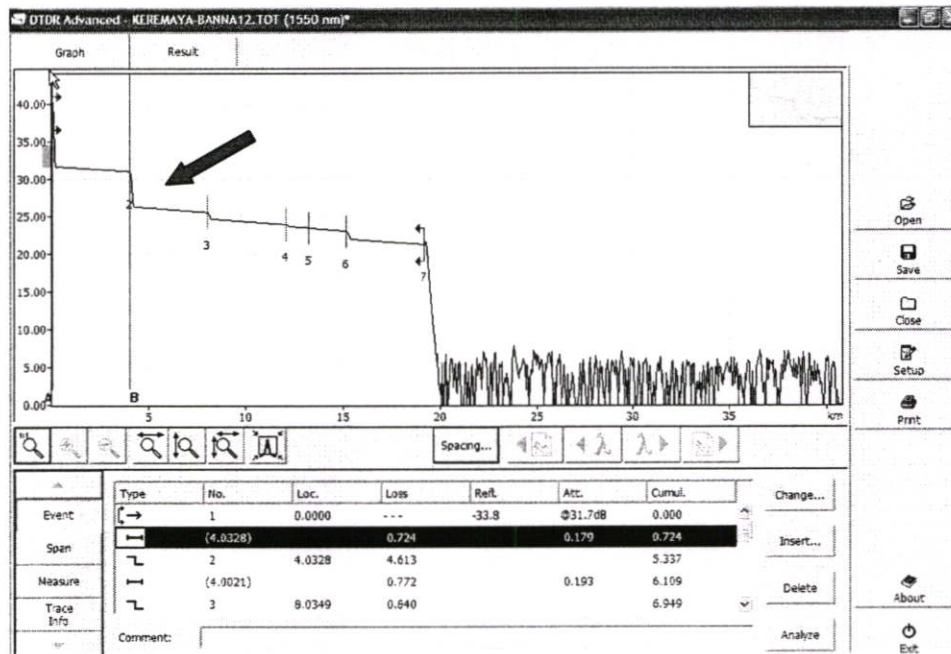 OTDR Advanced - KEREMAYA-BANNA12.TOT (1550 nm)*
Graph Result
40.00
35.00
30.00
25.00
20.00
15.00
10.00
5.00
0.00
2
3
4
5
6
7
A B 5 10 15 20 25 30 35 km
Open
Save
Close
Setup
Print
About
Exit
Spacing...
Event
Span
Measure
Trace
Info
Type No. Loc. Loss Refl. Att. Cumul.
1 0.0000 --- -33.8 @31.7dB 0.000
(4.0328) 0.724 0.179 0.724
2 4.0328 4.613 5.337
(4.0021) 0.772 0.193 6.109
3 8.0349 0.840 6.949
Change...
Insert...
Delete
Analyze
Comment: